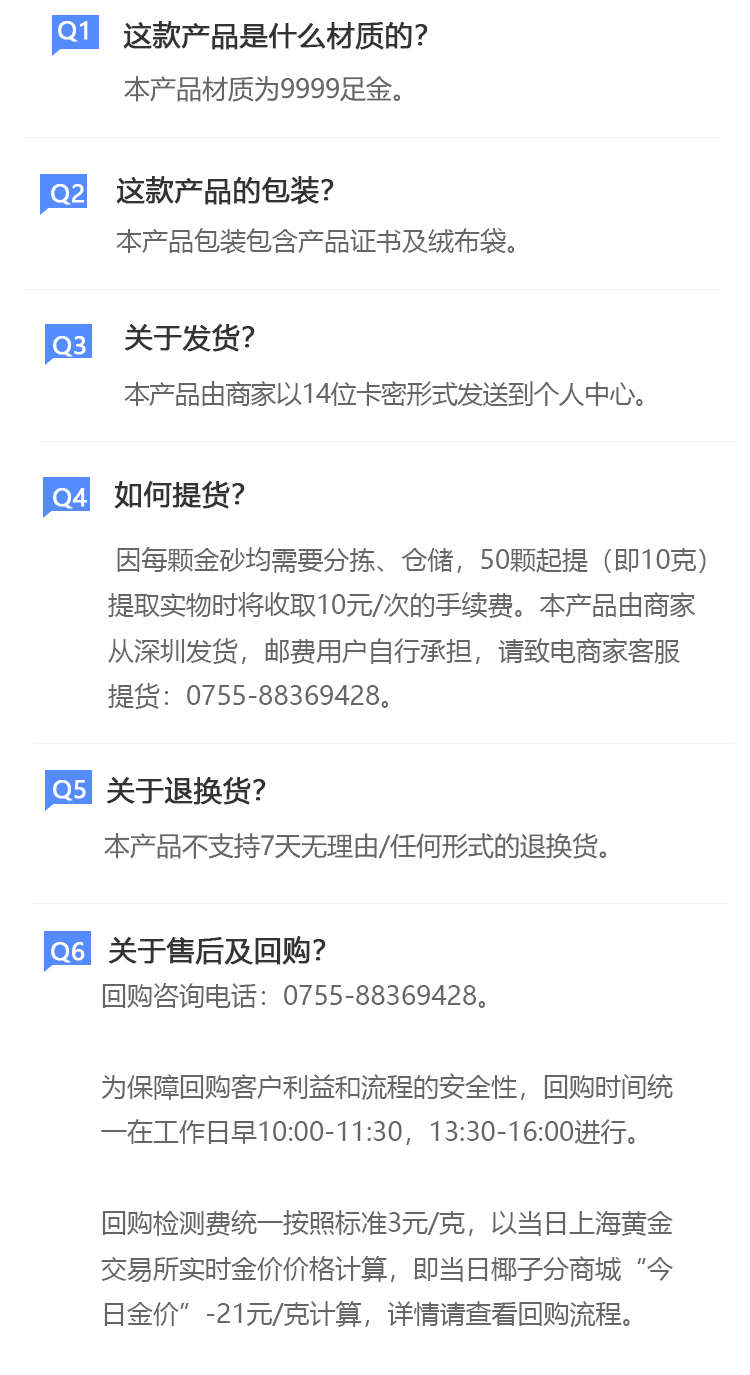 Q1 这款产品是什么材质的？
本产品材质为9999足金。
Q2 这款产品的包装？
本产品包装包含产品证书及绒布袋。
Q3 关于发货？
本产品由商家以14位卡密形式发送到个人中心。
Q4 如何提货？
因每颗金砂均需要分拣、仓储，50颗起提（即10克）
提取实物时将收取10元/次的手续费。本产品由商家
从深圳发货，邮费用户自行承担，请致电商家客服
提货：0755-88369428。
Q5 关于退换货？
本产品不支持7天无理由/任何形式的退换货。
Q6 关于售后及回购？
回购咨询电话：0755-88369428。
为保障回购客户利益和流程的安全性，回购时间统
一在工作日早10:00-11:30，13:30-16:00进行。
回购检测费统一按照标准3元/克，以当日上海黄金
交易所实时金价价格计算，即当日椰子分商城“今
日金价”-21元/克计算，详情请查看回购流程。